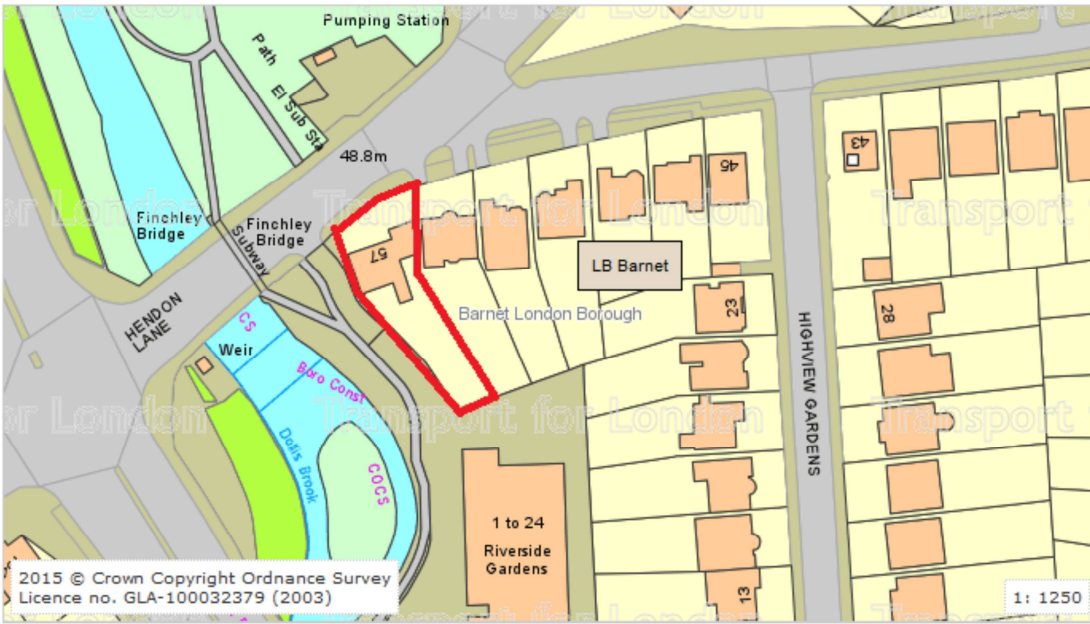 Pumping Station
Path
El Sub Sta
48.8m
Finchley
Bridge
Finchley
Bridge
Subway
HENDON
LANE
57
45
43
LB Barnet
Barnet London Borough
23
28
HIGHVIEW GARDENS
CS
Weir
Boro Const
Dollis Brook
COCS
1 to 24
Riverside
Gardens
13
Transport for London
2015 © Crown Copyright Ordnance Survey
Licence no. GLA-100032379 (2003)
1: 1250